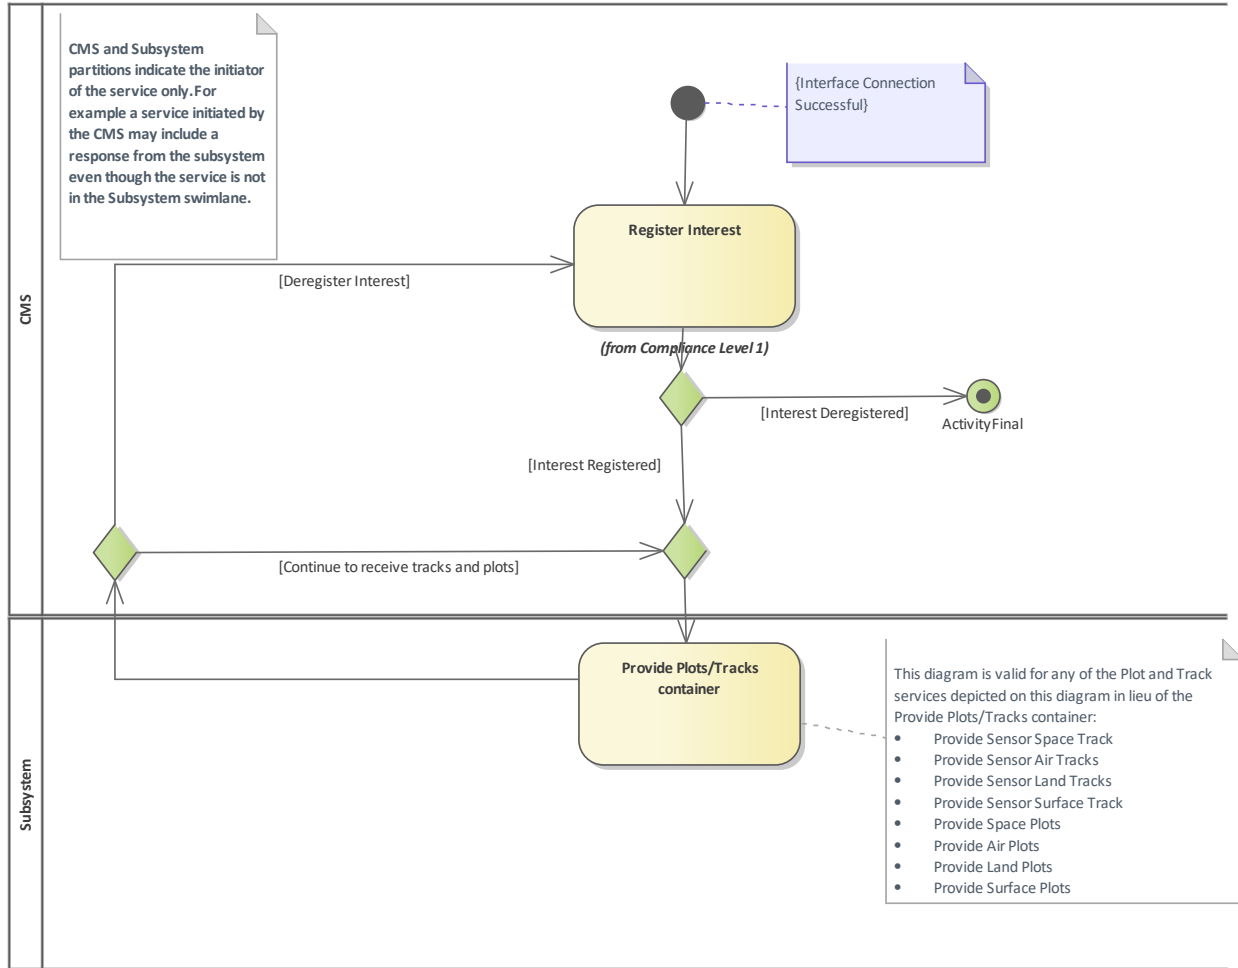 CMS and Subsystem
partitions indicate the initiator
of the service only.For
example a service initiated by
the CMS may include a
response from the subsystem
even though the service is not
in the Subsystem swimlane.
{Interface Connection
Successful}
Register Interest
[Deregister Interest]
CMS
(from Compliance Level 1)
[Interest Deregistered]
ActivityFinal
[Interest Registered]
[Continue to receive tracks and plots]
Provide Plots/Tracks
container
This diagram is valid for any of the Plot and Track
services depicted on this diagram in lieu of the
Provide Plots/Tracks container:
• Provide Sensor Space Track
• Provide Sensor Air Tracks
• Provide Sensor Land Tracks
• Provide Sensor Surface Track
• Provide Space Plots
• Provide Air Plots
• Provide Land Plots
• Provide Surface Plots
Subsystem